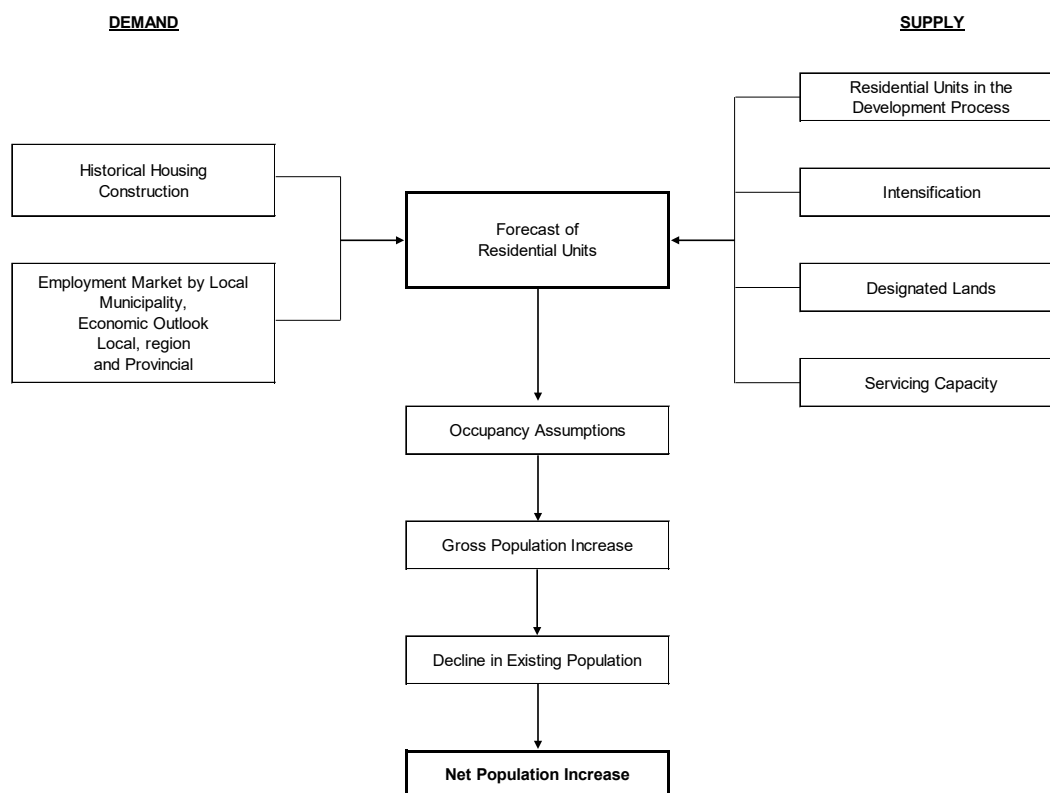 DEMAND
SUPPLY
Residential Units in the
Development Process
Historical Housing
Construction
Intensification
Forecast of
Residential Units
Employment Market by Local
Municipality,
Economic Outlook
Local, region
and Provincial
Designated Lands
Servicing Capacity
Occupancy Assumptions
Gross Population Increase
Decline in Existing Population
Net Population Increase